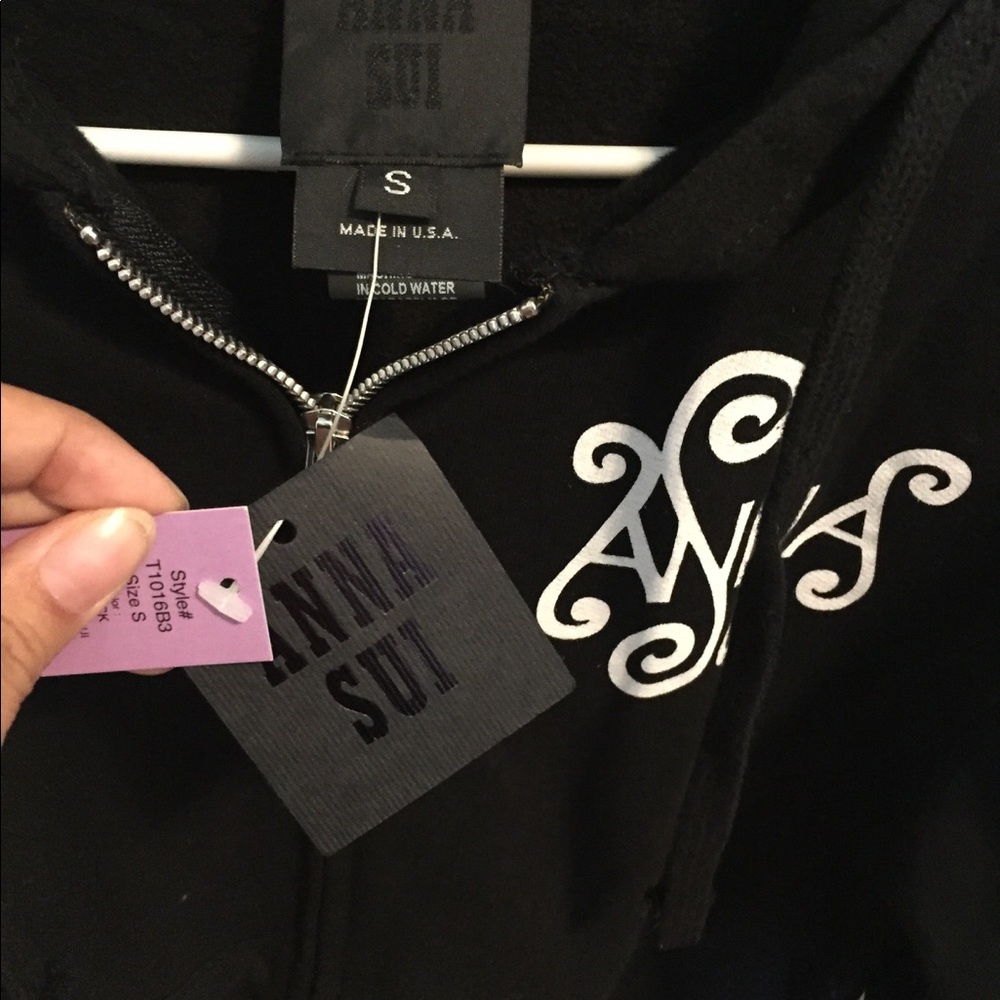 ANNA
SUI
S
MADE IN U.S.A.
IN COLD WATER
ANNA
SUI
Style#
T1016B3
Size S
ANNA